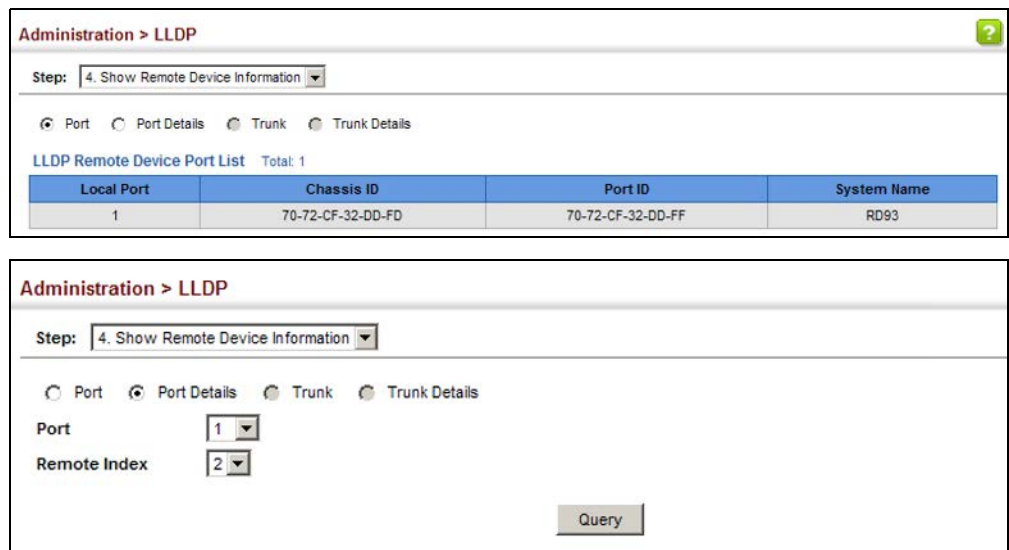 Administration > LLDP
?
Step: 4. Show Remote Device Information
Port Port Details Trunk Trunk Details
LLDP Remote Device Port List Total: 1
Local Port Chassis ID Port ID System Name
1 70-72-CF-32-DD-FD 70-72-CF-32-DD-FF RD93
Administration > LLDP
Step: 4. Show Remote Device Information
Port Port Details Trunk Trunk Details
Port 1
Remote Index 2
Query